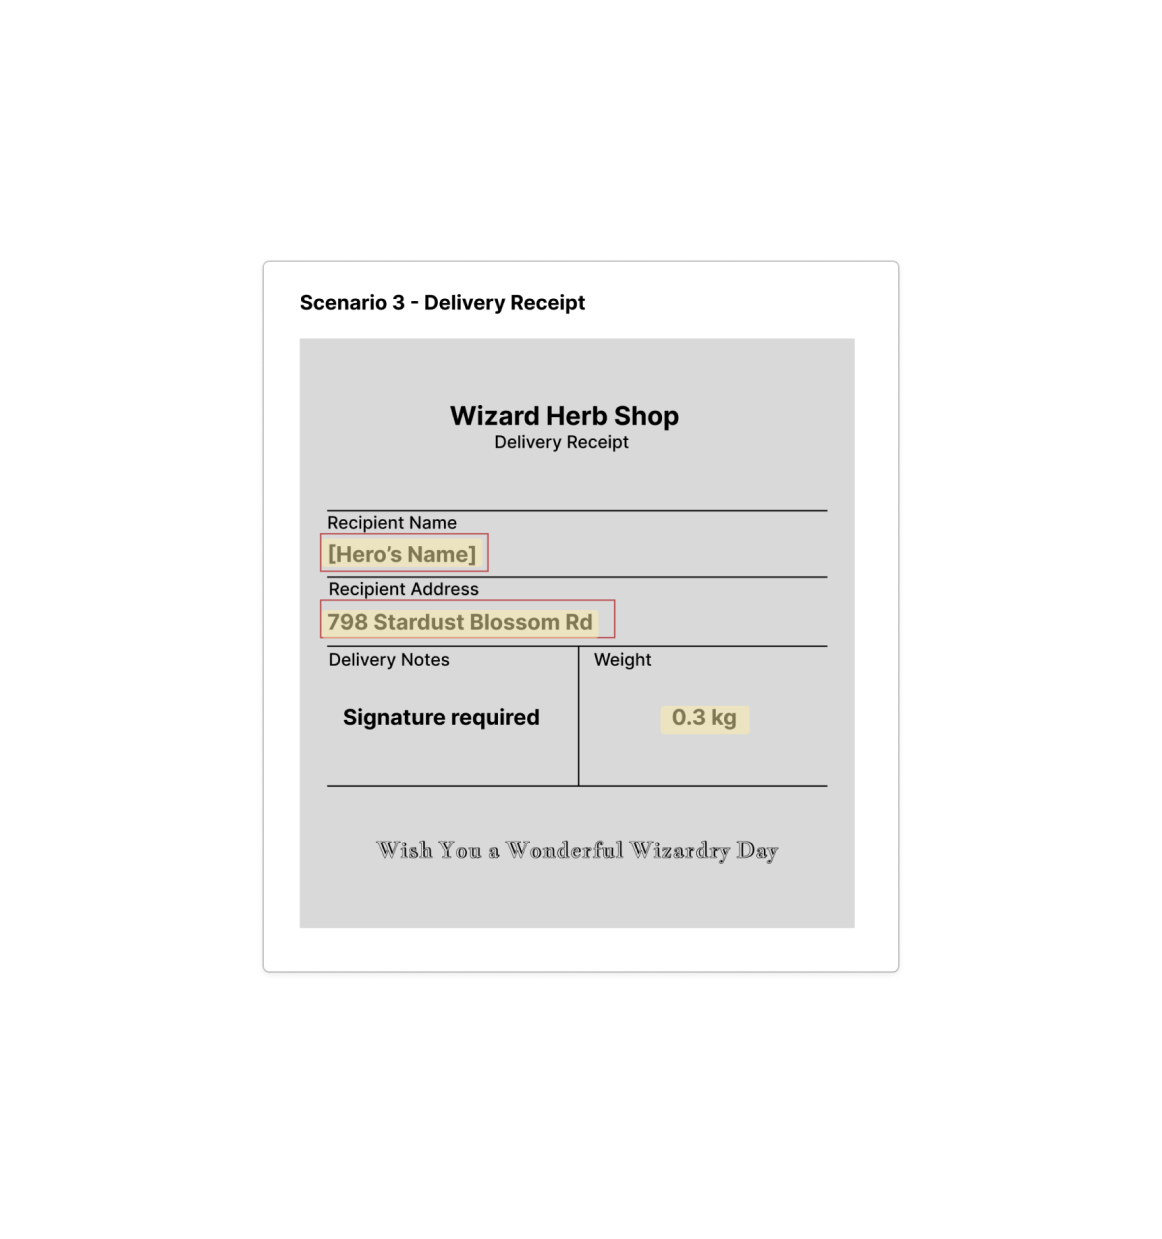 Scenario 3 - Delivery Receipt
Wizard Herb Shop
Delivery Receipt
Recipient Name
[Hero’s Name]
Recipient Address
798 Stardust Blossom Rd
Delivery Notes
Weight
Signature required
0.3 kg
Wish You a Wonderful Wizardry Day